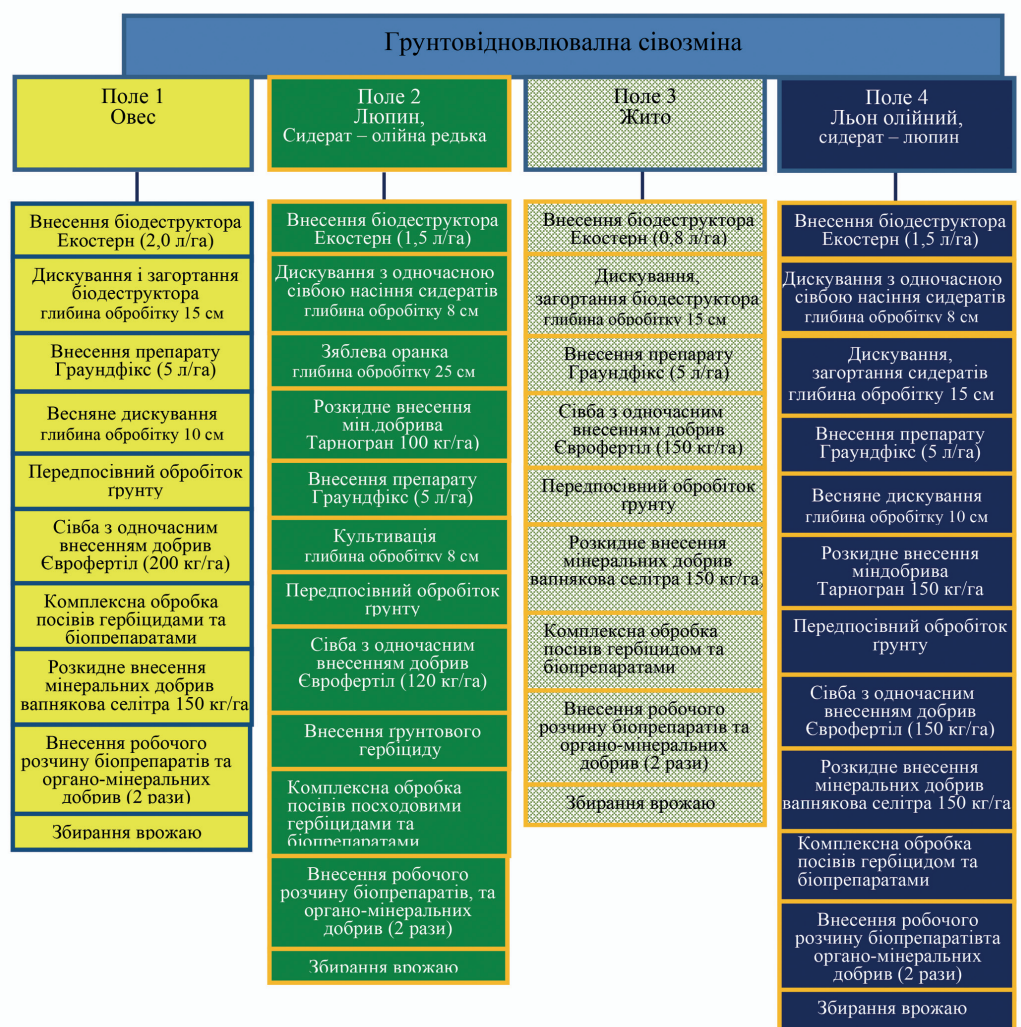 Грунтовідновлювальна сівозміна
Поле 1
Овес
Внесення біодеструктора
Екостерн (2,0 л/га)
Дискування і загортання
біодеструктора
глибина обробітку 15 см
Внесення препарату
Граундфікс (5 л/га)
Весняне дискування
глибина обробітку 10 см
Передпосівний обробіток
ґрунту
Сівба з одночасним
внесенням добрив
Єврофертіл (200 кг/га)
Комплексна обробка
посівів гербіцидами та
біопрепаратами
Розкидне внесення
мінеральних добрив
вапнякова селітра 150 кг/га
Внесення робочого
розчину біопрепаратів та
органо-мінеральних
добрив (2 рази)
Збирання врожаю
Поле 2
Люпин,
Сидерат – олійна редька
Внесення біодеструктора
Екостерн (1,5 л/га)
Дискування з одночасною
сівбою насіння сидератів
глибина обробітку 8 см
Зяблева оранка
глибина обробітку 25 см
Розкидне внесення
мін.добрива
Тарногран 100 кг/га)
Внесення препарату
Граундфікс (5 л/га)
Культивація
глибина обробітку 8 см
Передпосівний обробіток
ґрунту
Сівба з одночасним
внесенням добрив
Єврофертіл (120 кг/га)
Внесення ґрунтового
гербіциду
Комплексна обробка
посівів посходовими
гербіцидами та
біопрепаратами
Внесення робочого
розчину біопрепаратів, та
органо-мінеральних
добрив (2 рази)
Збирання врожаю
Поле 3
Жито
Внесення біодеструктора
Екостерн (0,8 л/га)
Дискування,
загортання біодеструктора
глибина обробітку 15 см
Внесення препарату
Граундфікс (5 л/га)
Сівба з одночасним
внесенням добрив
Єврофертіл (150 кг/га)
Передпосівний обробіток
ґрунту
Розкидне внесення
мінеральних добрив
вапнякова селітра 150 кг/га)
Комплексна обробка
посівів гербіцидом та
біопрепаратами
Внесення робочого
розчину біопрепаратів та
органо-мінеральних
добрив (2 рази)
Збирання врожаю
Поле 4
Льон олійний,
сидерат – люпин
Внесення біодеструктора
Екостерн (1,5 л/га)
Дискування з одночасною
сівбою насіння сидератів
глибина обробітку 8 см
Дискування,
загортання сидератів
глибина обробітку 15 см
Внесення препарату
Граундфікс (5 л/га)
Весняне дискування
глибина обробітку 10 см
Розкидне внесення
міндобрива
Тарногран 150 кг/га
Передпосівний обробіток
ґрунту
Сівба з одночасним
внесенням добрив
Єврофертіл (150 кг/га)
Розкидне внесення
мінеральних добрив
вапнякова селітра 150 кг/га
Комплексна обробка
посівів гербіцидом та
біопрепаратами
Внесення робочого
розчину біопрепаратівта
органо-мінеральних
добрив (2 рази)
Збирання врожаю